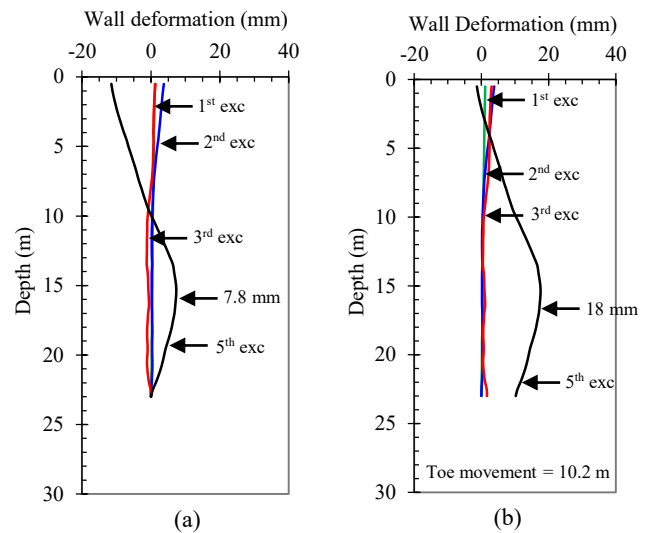 Wall deformation (mm)
-20 0 20 40
0
5
10
15
20
25
30
Depth (m)
1st exc
2nd exc
3rd exc
7.8 mm
5th exc
(a)
Wall Deformation (mm)
-20 0 20 40
0
5
10
15
20
25
30
Depth (m)
1st exc
2nd exc
3rd exc
18 mm
5th exc
Toe movement = 10.2 m
(b)